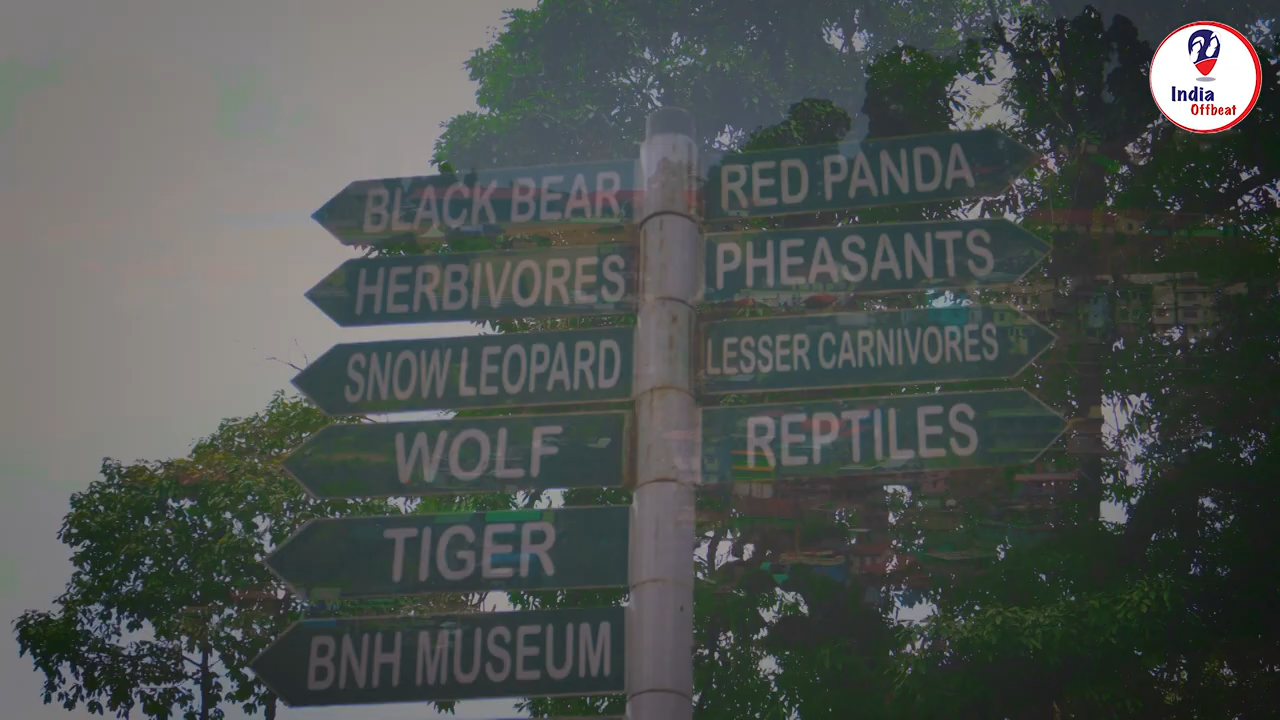 India
Offbeat
BLACK BEAR
RED PANDA
HERBIVORES
PHEASANTS
SNOW LEOPARD
LESSER CARNIVORES
WOLF
REPTILES
TIGER
BNH MUSEUM